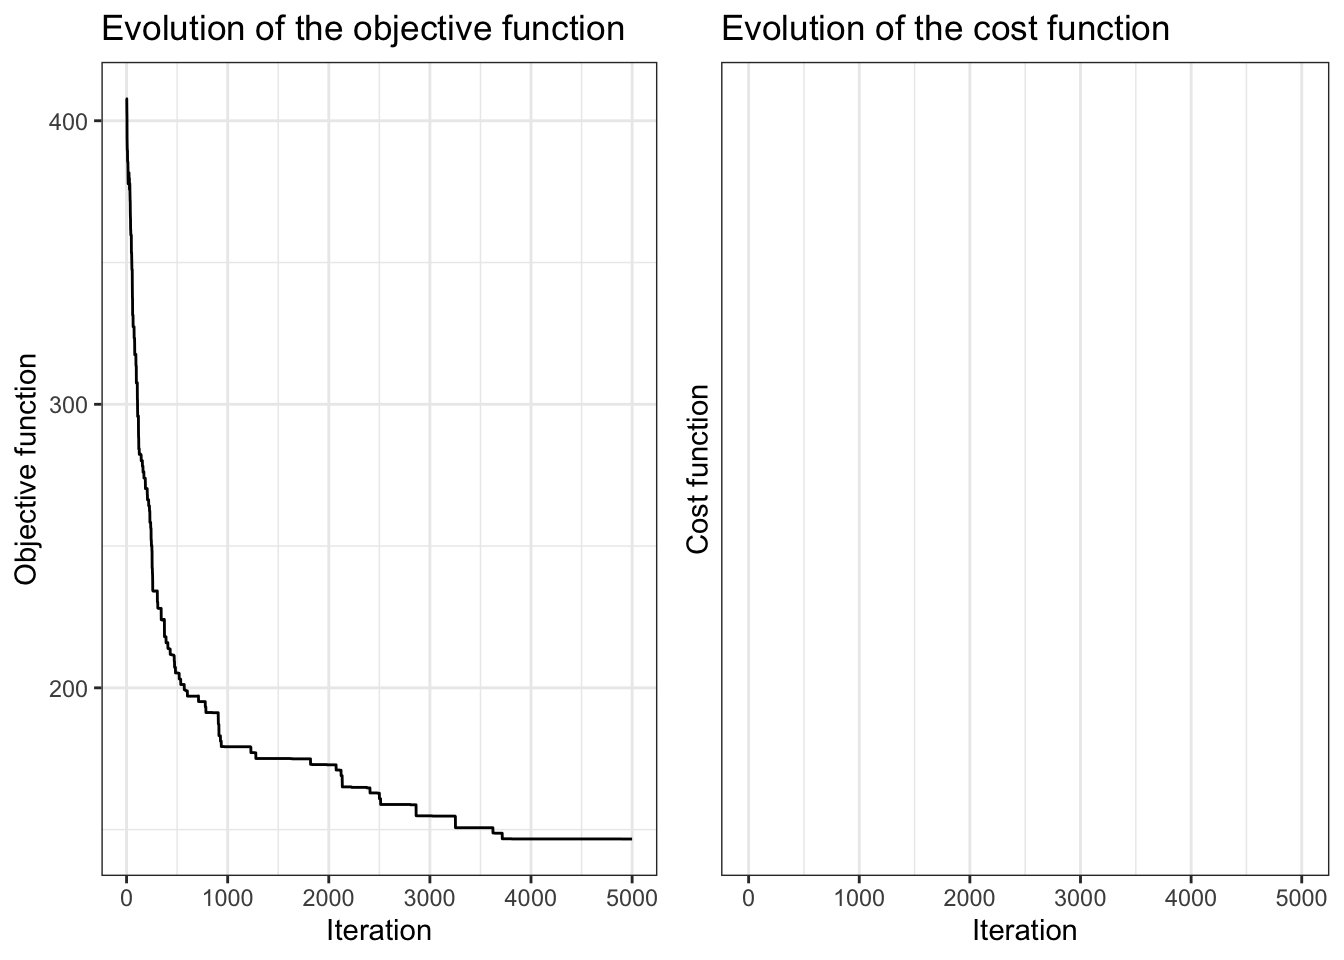 Evolution of the objective function
Objective function
400
300
200
0 1000 2000 3000 4000 5000
Iteration
Evolution of the cost function
Cost function
0 1000 2000 3000 4000 5000
Iteration